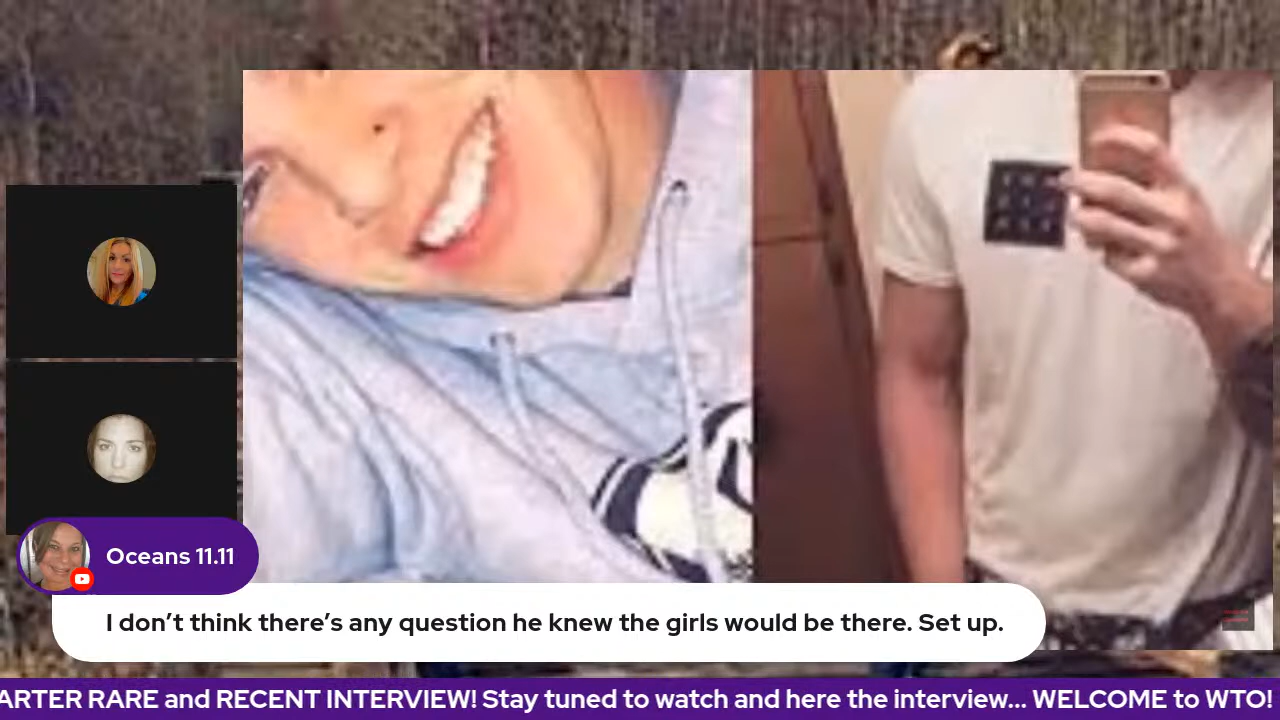 Oceans 11.11
I don't think there's any question he knew the girls would be there. Set up.
ARTER RARE and RECENT INTERVIEW! Stay tuned to watch and here the interview... WELCOME to WTO!